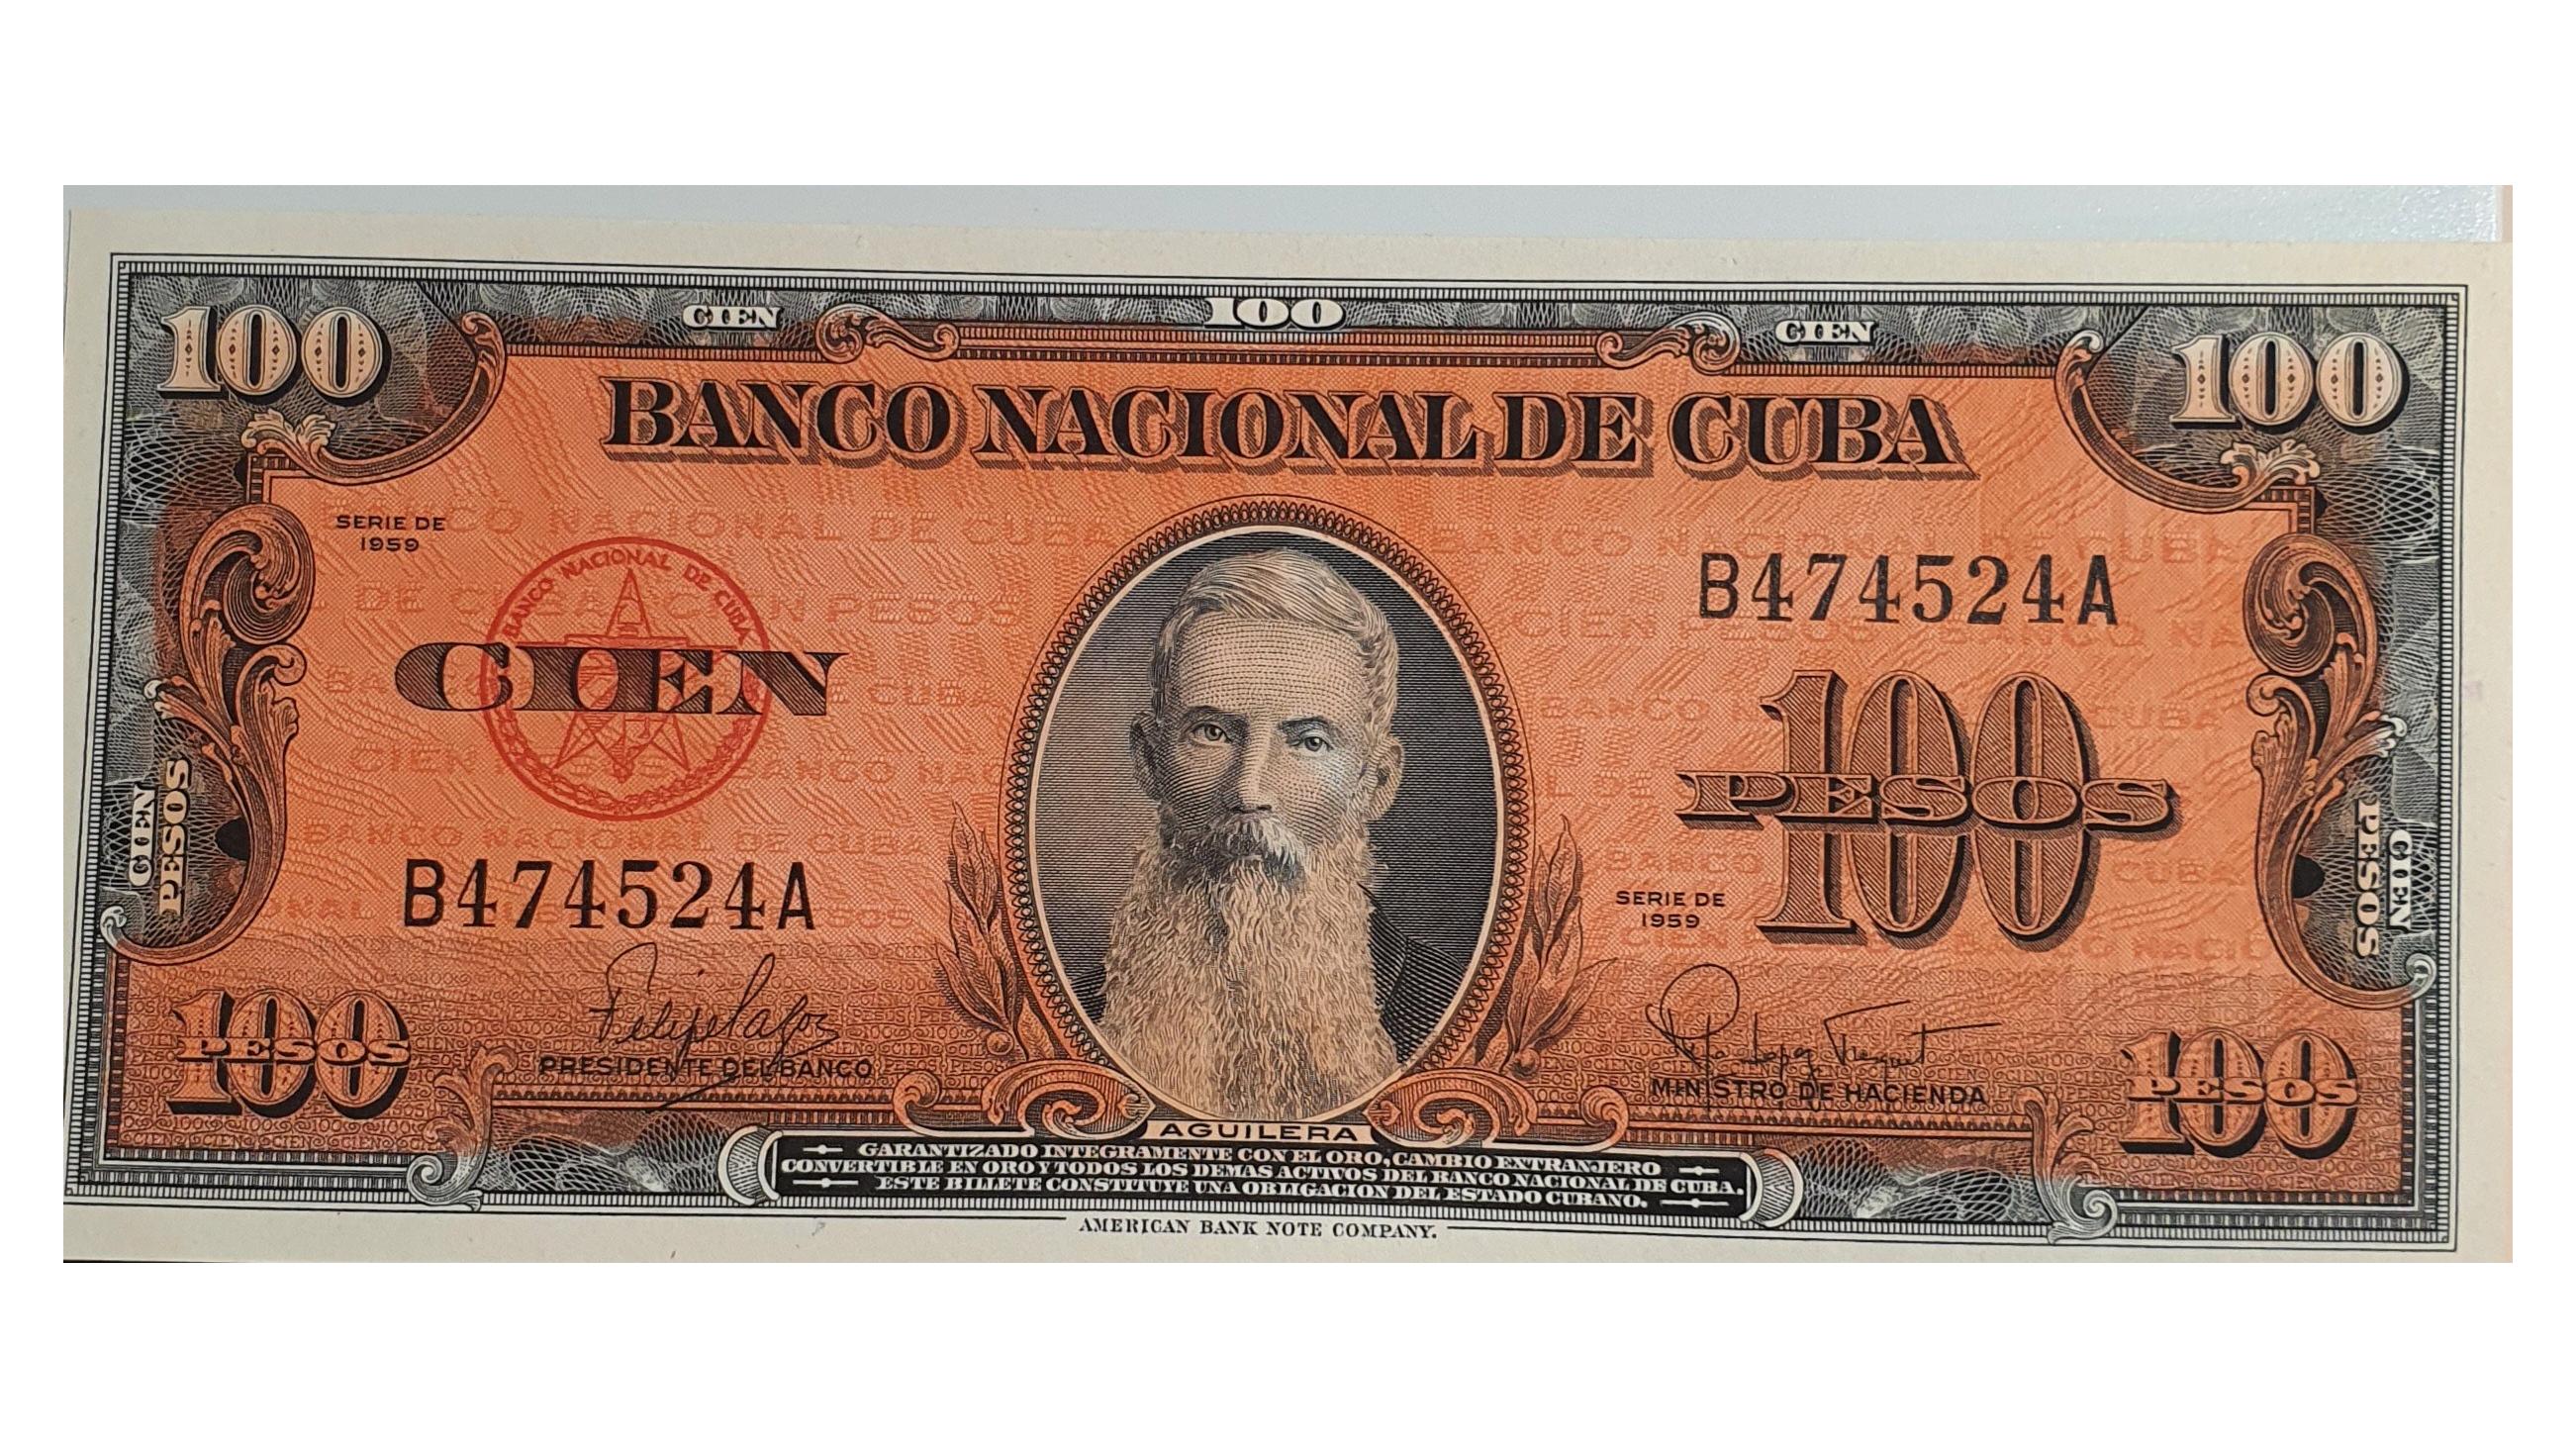 100 CIEN 100 CIEN 100
BANCO NACIONAL DE CUBA
SERIE DE
1959
BANCO NACIONAL DE CUBA
CIEN
B474524A
100
PESOS
CIEN
PESOS
CIEN
PESOS
B474524A
SERIE DE
1959
100
PESOS
Felipe Pazos
PRESIDENTE DEL BANCO
MINISTRO DE HACIENDA
100
PESOS
AGUILERA
GARANTIZADO INTEGRAMENTE CON EL ORO, CAMBIO EXTRANJERO
CONVERTIBLE EN ORO Y TODOS LOS DEMAS ACTIVOS DEL BANCO NACIONAL DE CUBA.
ESTE BILLETE CONSTITUYE UNA OBLIGACION DEL ESTADO CUBANO.
AMERICAN BANK NOTE COMPANY.